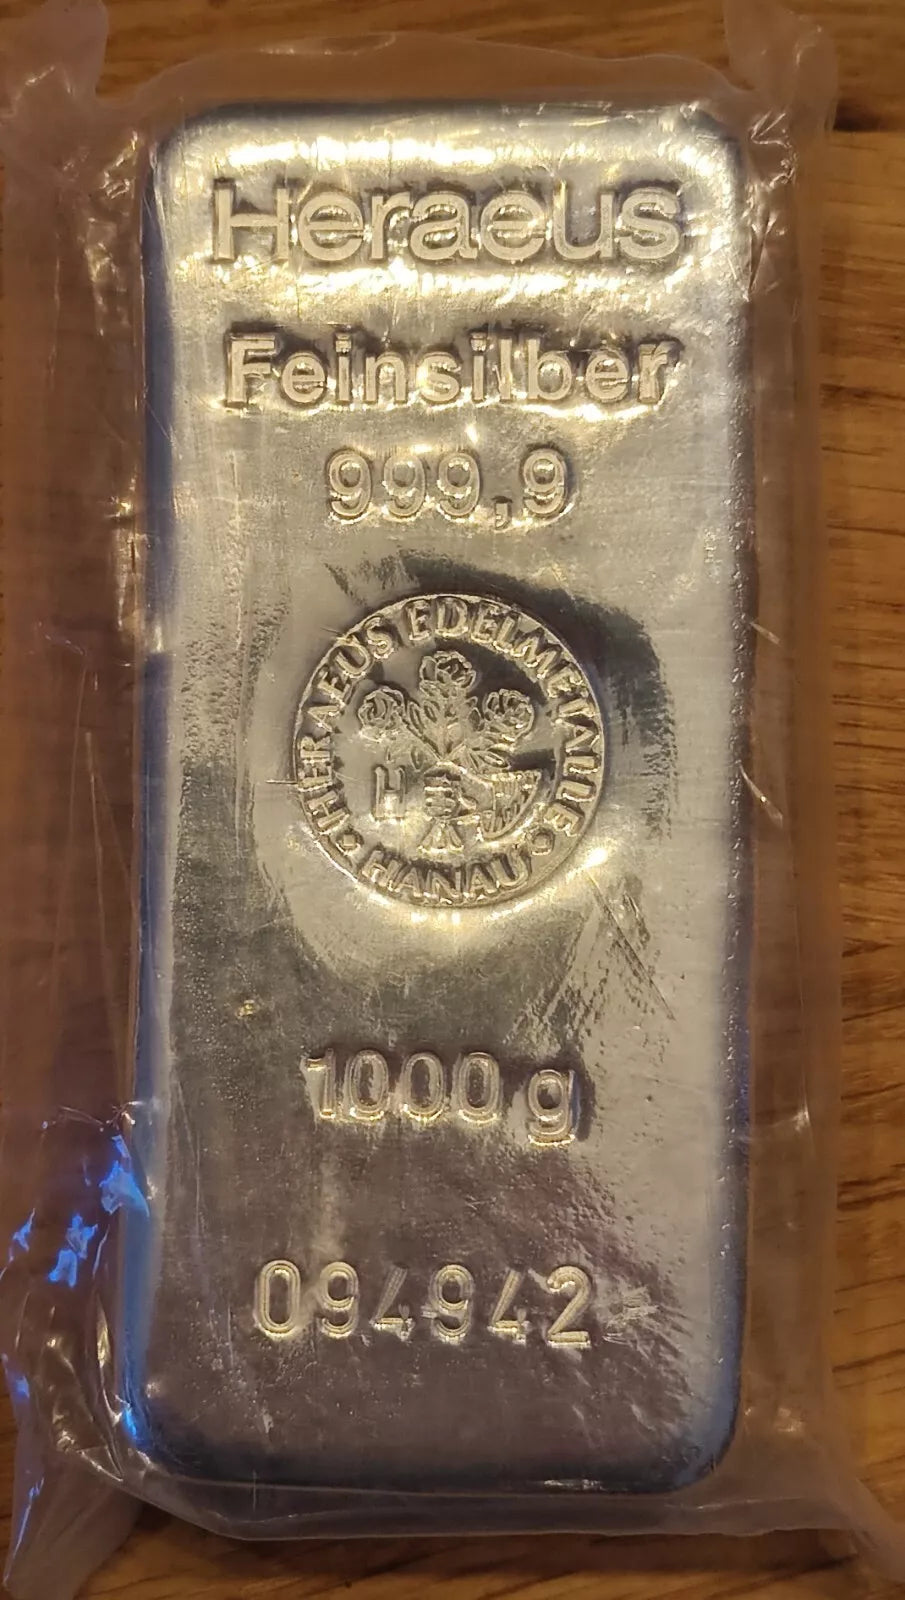 Heraeus
Feinsilber
999,9
HERAEUS EDELMETALLE
H
HANAU
1000 g
094942